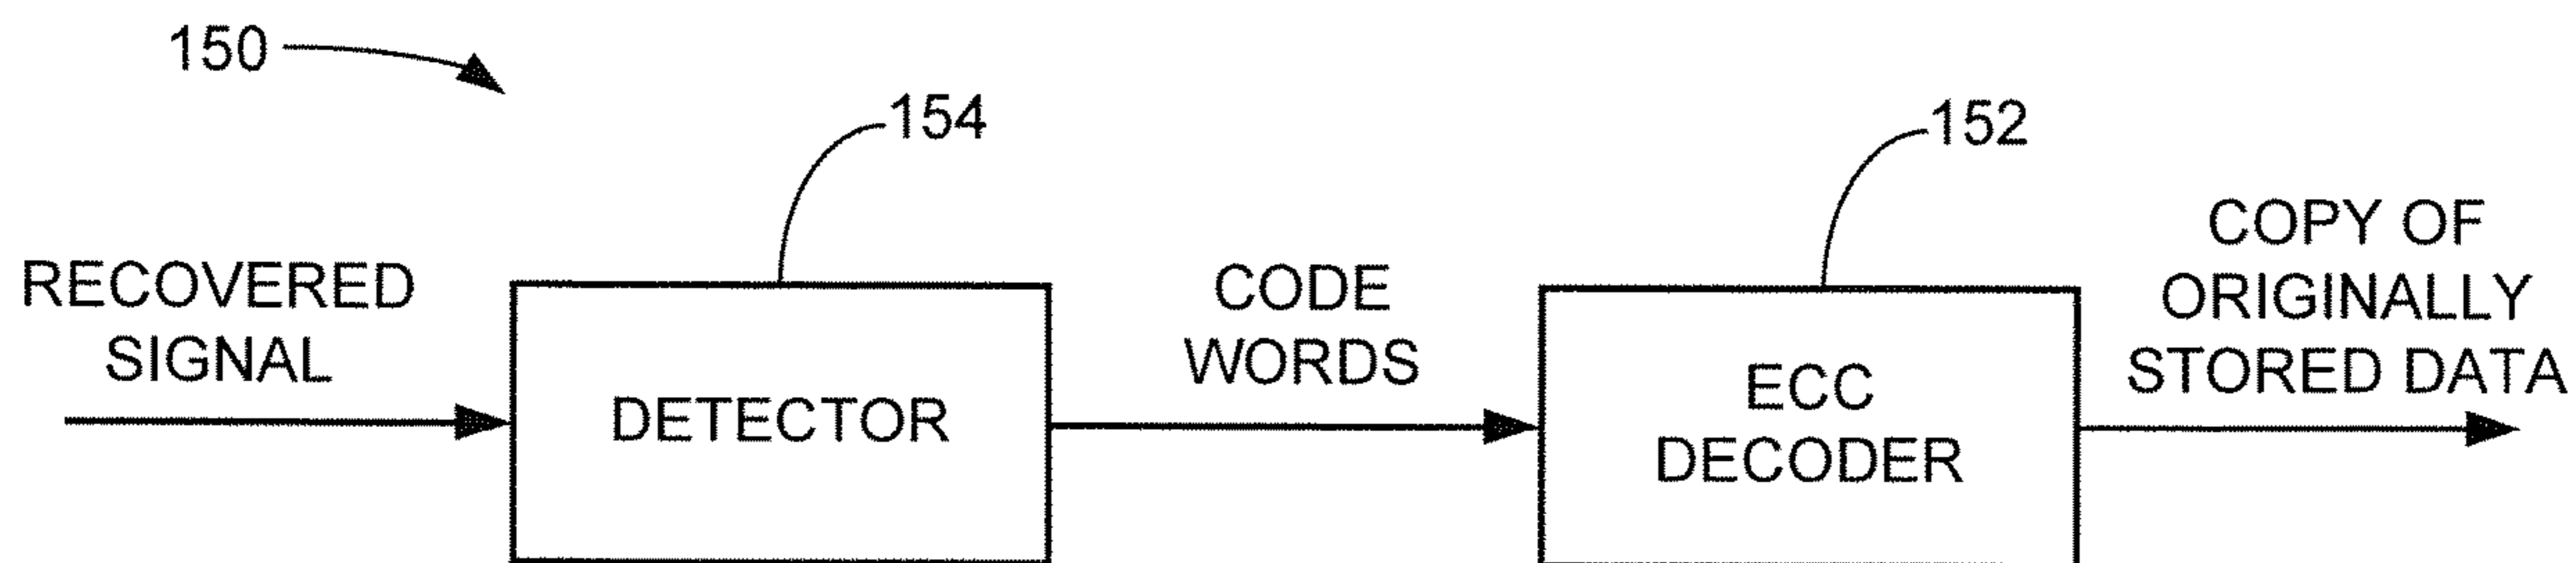 150
154
152
RECOVERED
SIGNAL
DETECTOR
CODE
WORDS
ECC
DECODER
COPY OF
ORIGINALLY
STORED DATA